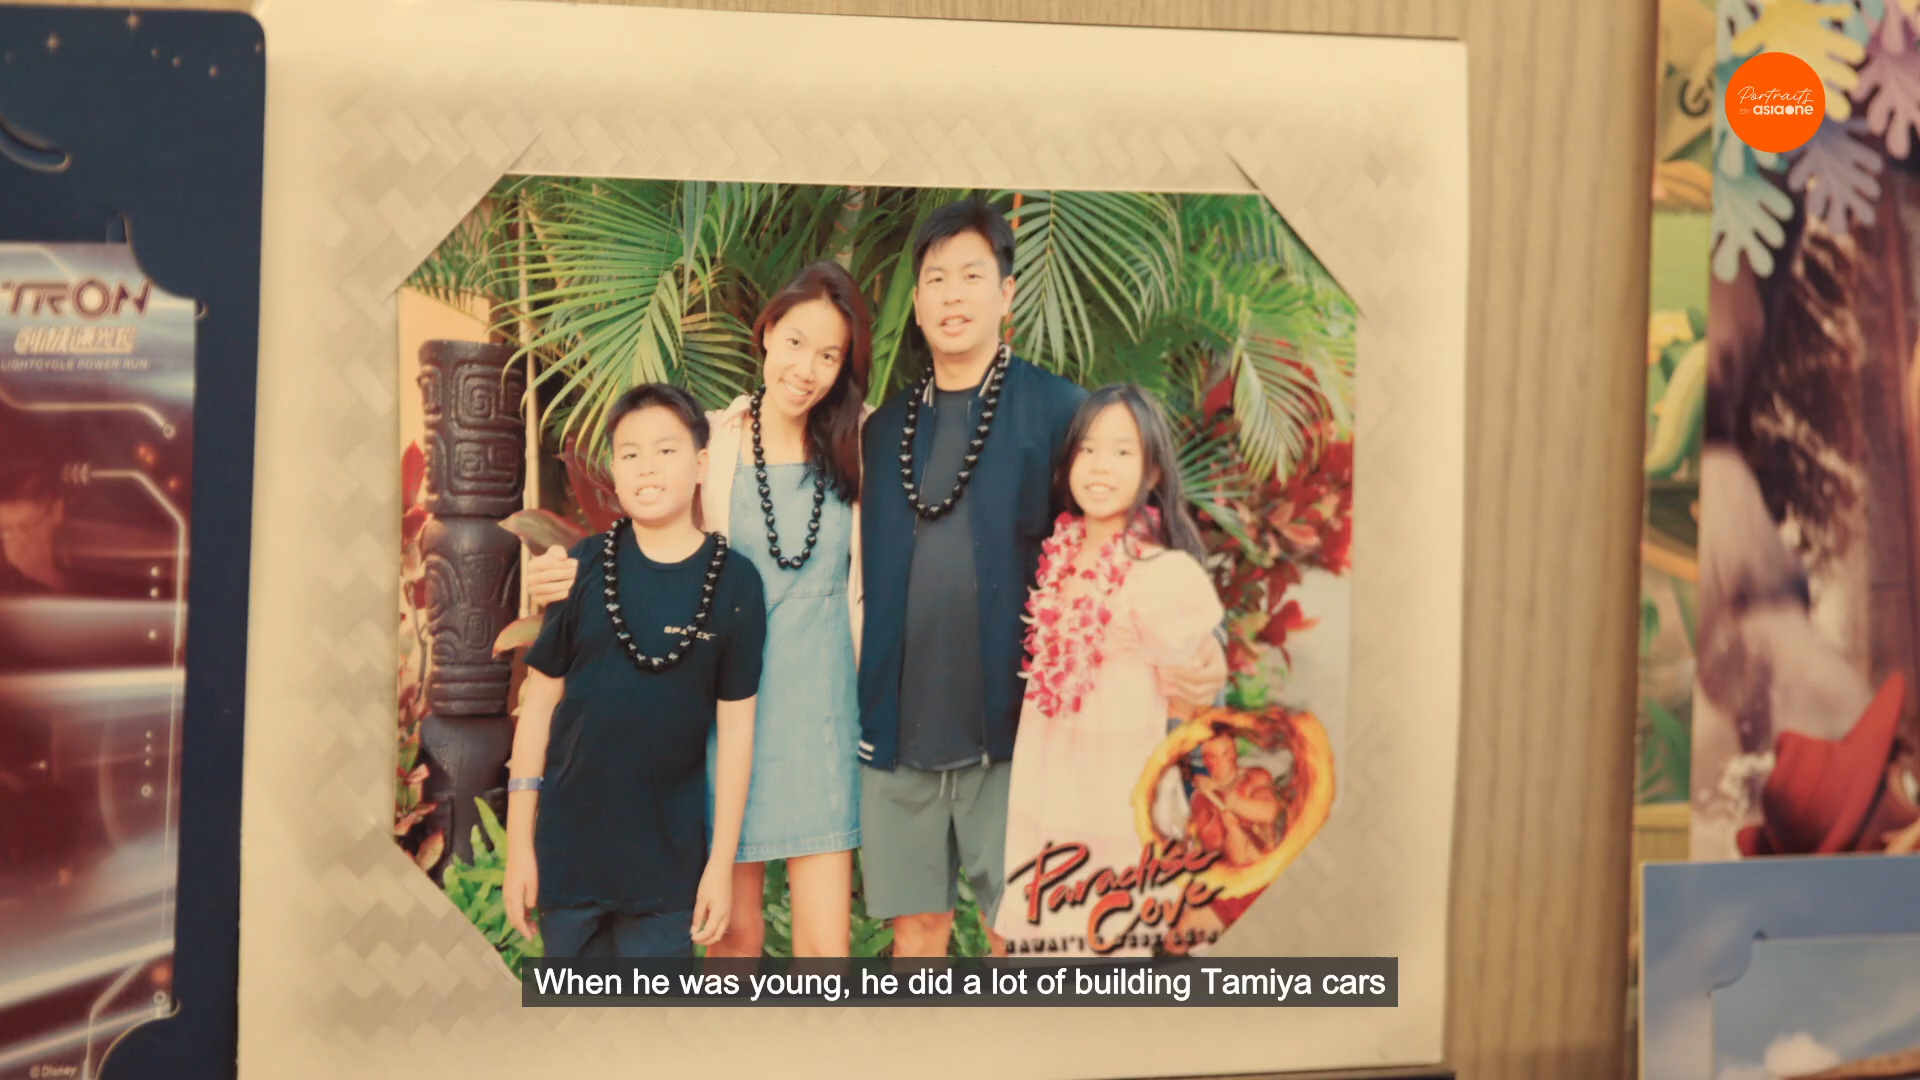 Portraits
BY asiaone
TRON
LIGHTCYCLE POWER RUN
SPACEX
Paradise
Cove
© Disney
When he was young, he did a lot of building Tamiya cars